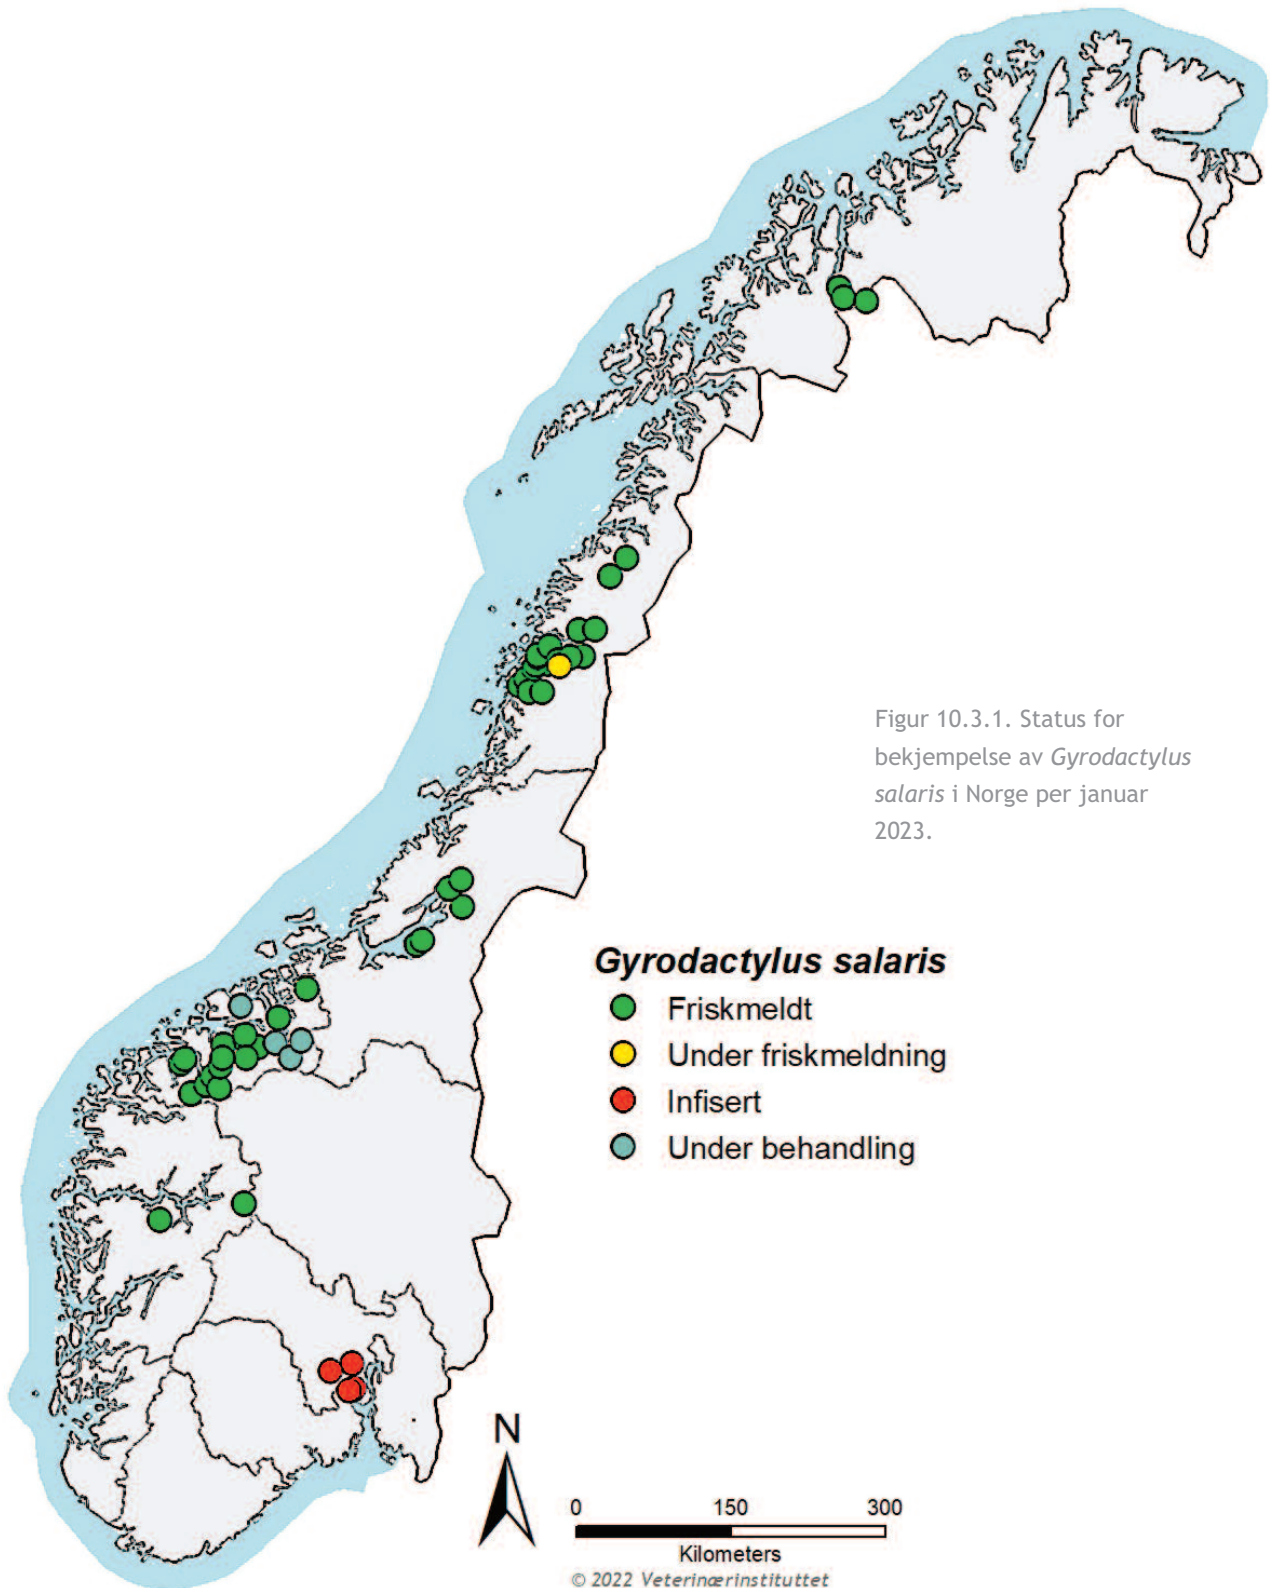 Figur 10.3.1. Status for
bekjempelse av Gyrodactylus
salaris i Norge per januar
2023.
Gyrodactylus salaris
Friskmeldt
Under friskmeldning
Infisert
Under behandling
N
0 150 300
Kilometers
© 2022 Veterinærinstituttet